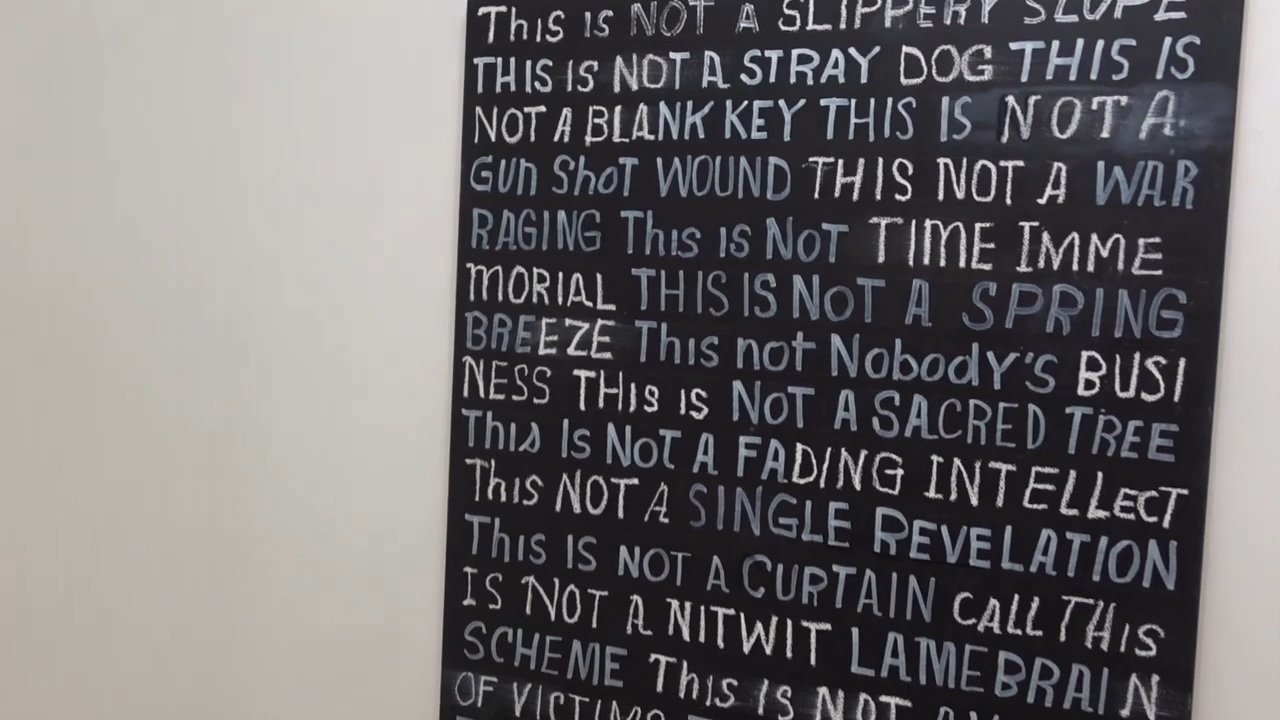 This is NOT A SLIPPERY SLOPE
THIS IS NOT A STRAY DOG THIS IS
NOT A BLANK KEY THIS IS NOT A
Gun ShoT WOUND THIS NOT A WAR
RAGING This is NoT TIME IMME
MORIAL THIS IS NoT A SPRING
BREEZE This not Nobody's BUSI
NESS THis is NoT A SACRED TREE
This Is NoT A FADING INTELLECT
This NOT A SINGLE REVELATION
This IS NOT A CURTAIN CALL THIS
IS NOT A NITWIT LAMEBRAIN
SCHEME This IS NOT
OF VICTIMS